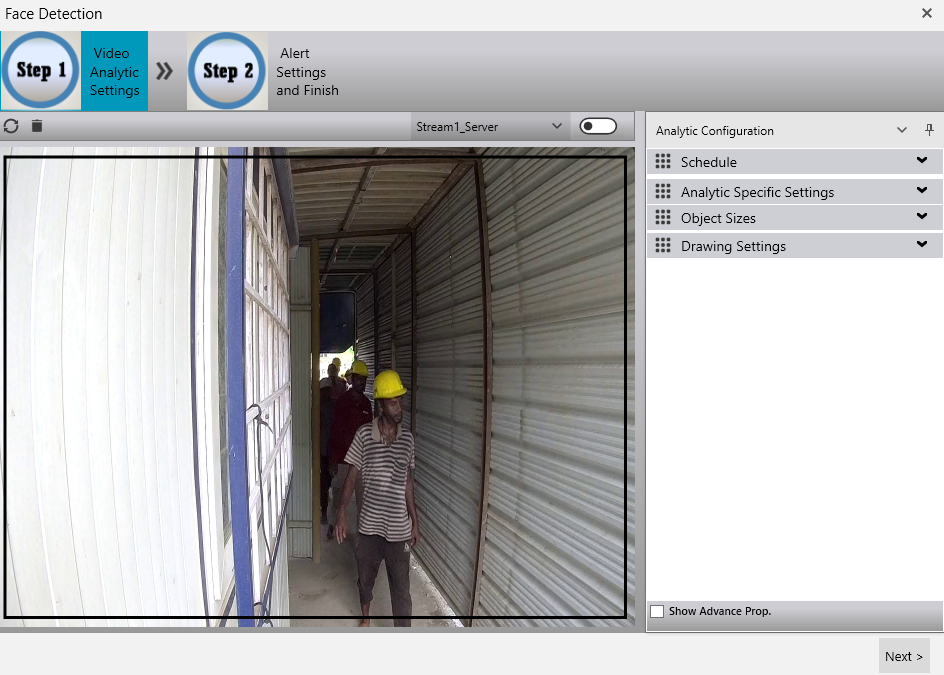 Face Detection
Step 1
Video
Analytic
Settings
Step 2
Alert
Settings
and Finish
Stream1_Server
Analytic Configuration
Schedule
Analytic Specific Settings
Object Sizes
Drawing Settings
Show Advance Prop.
Next >